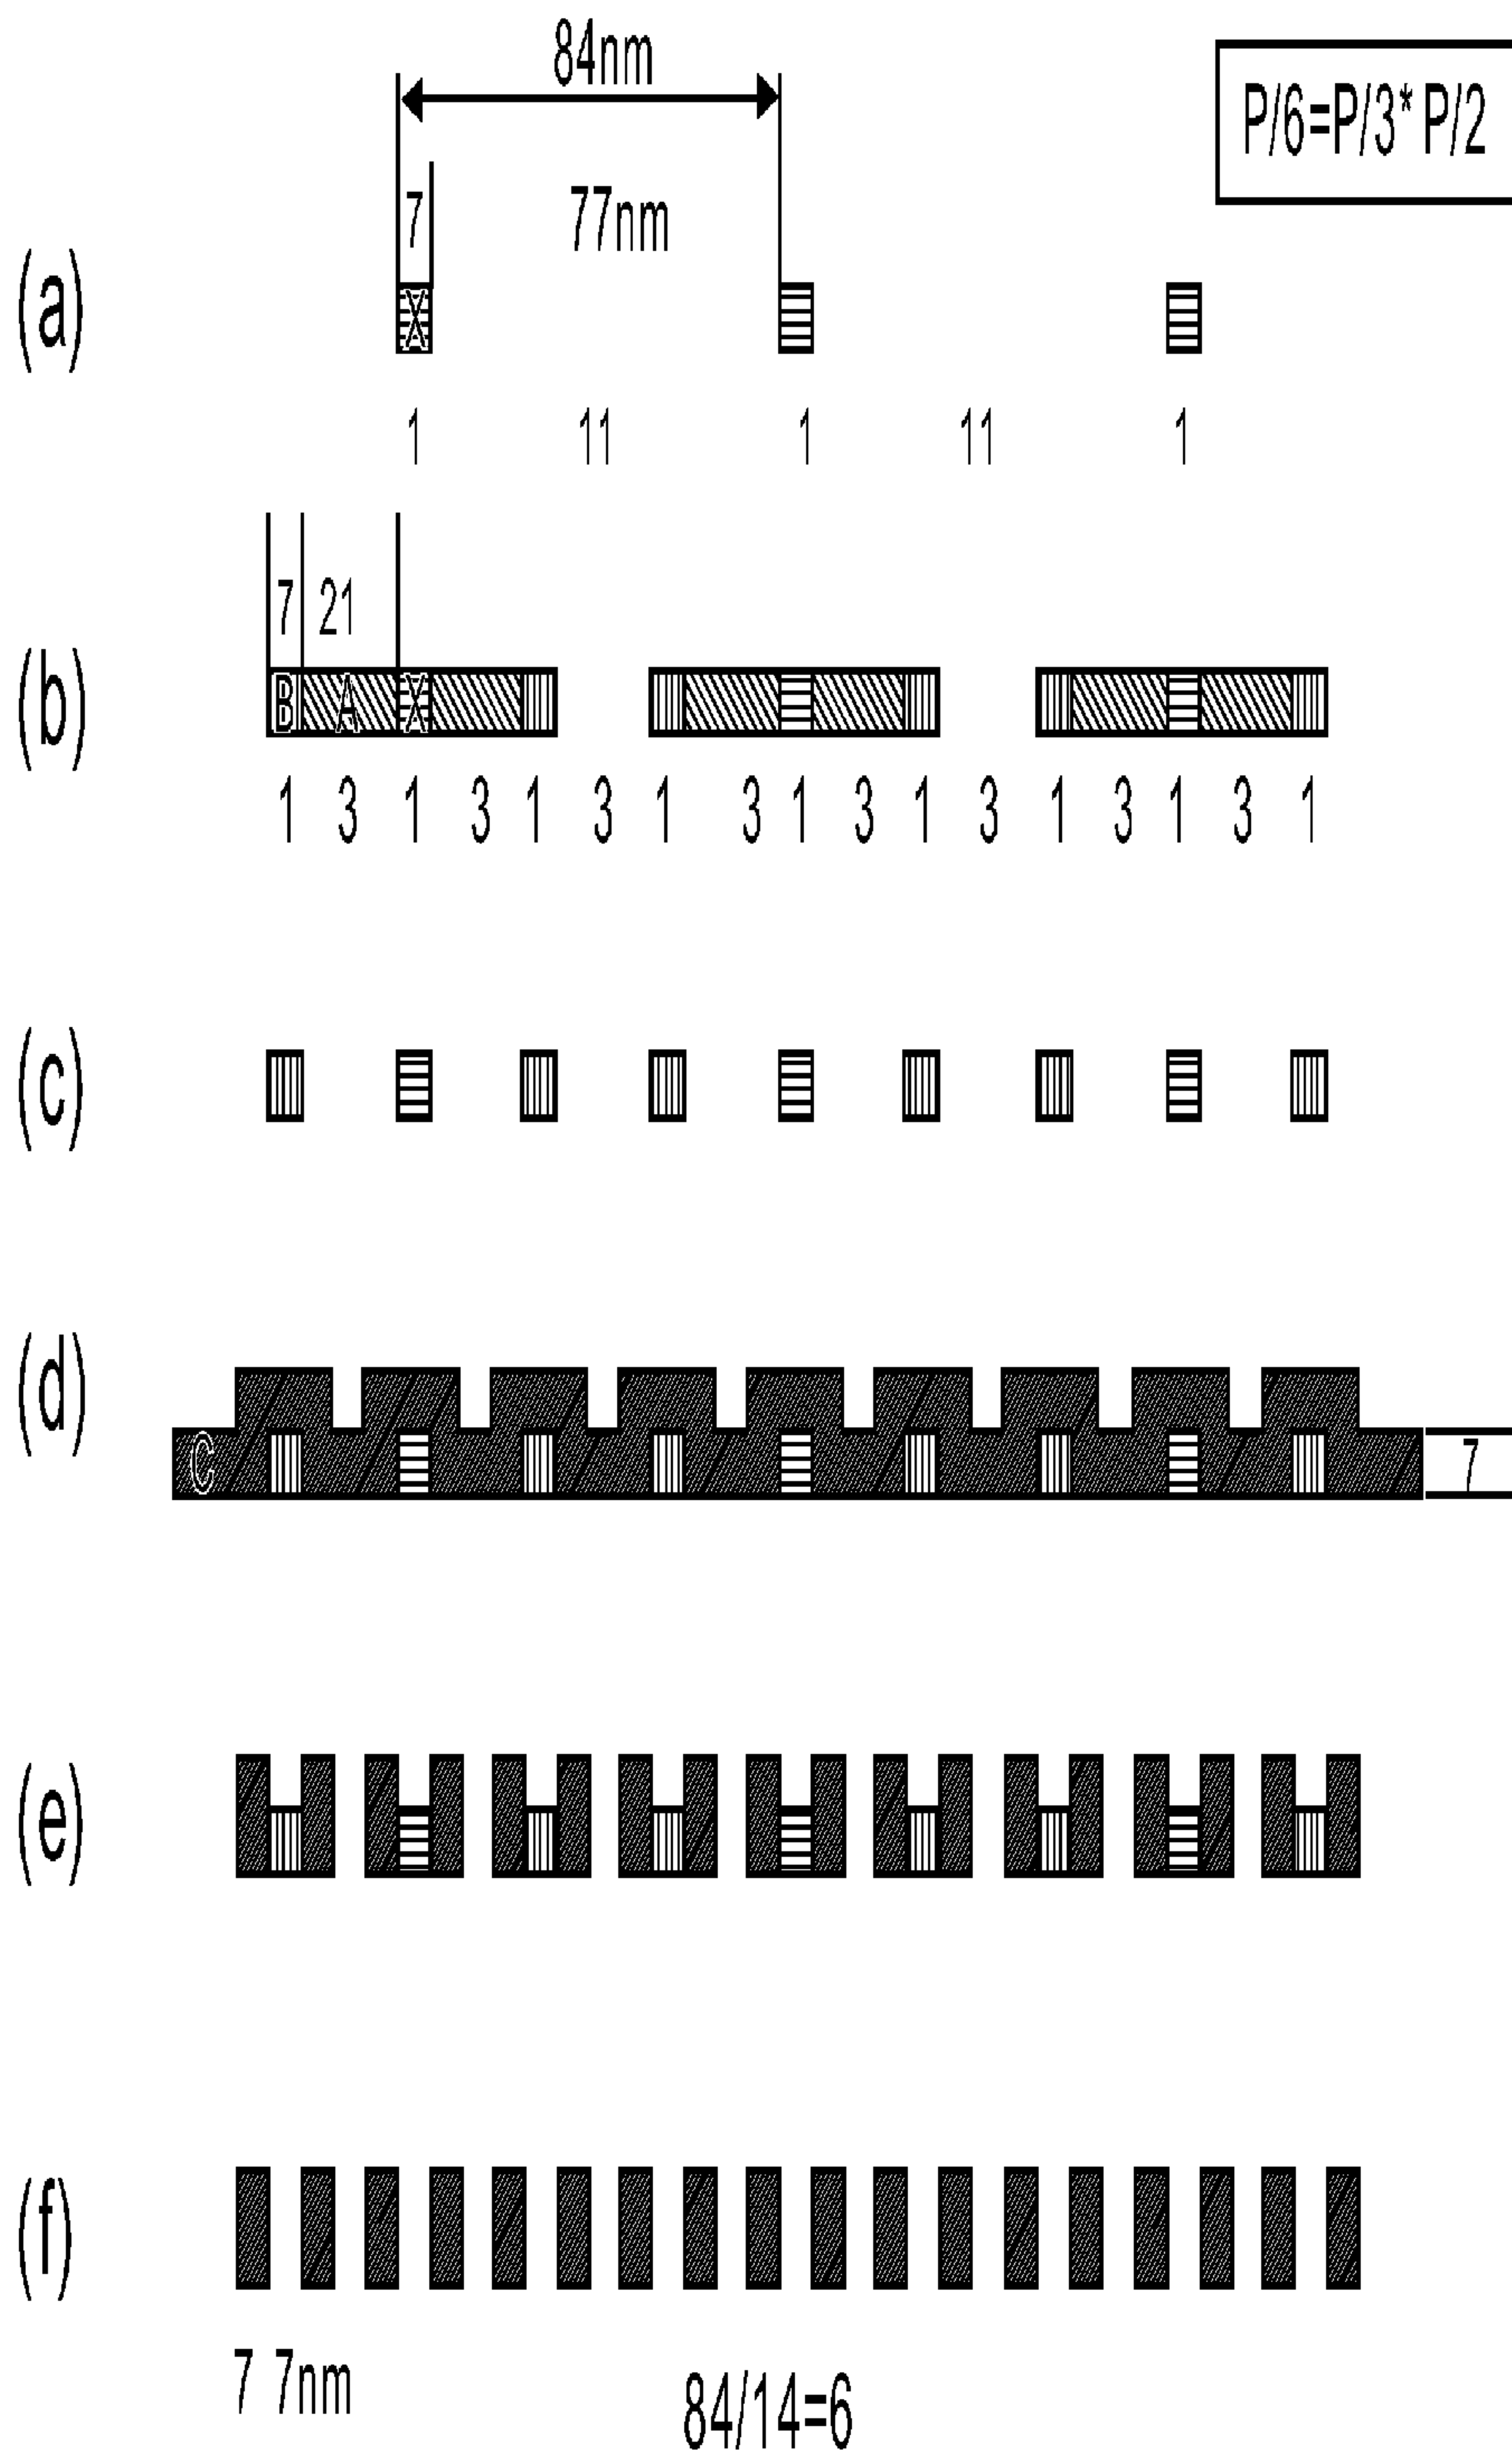 84nm
P/6=P/3* P/2
7 77nm
(a)
X
1 11 1 11 1
7 21
(b)
B A X
1 3 1 3 1 3 1 3 1 3 1 3 1 3 1 3 1
(c)
(d)
C 7
(e)
(f)
7 7nm
84/14=6